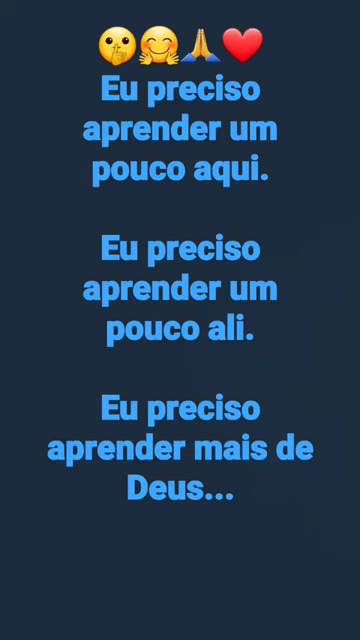 🤫🤗🙏❤️
Eu preciso
aprender um
pouco aqui.
Eu preciso
aprender um
pouco ali.
Eu preciso
aprender mais de
Deus...